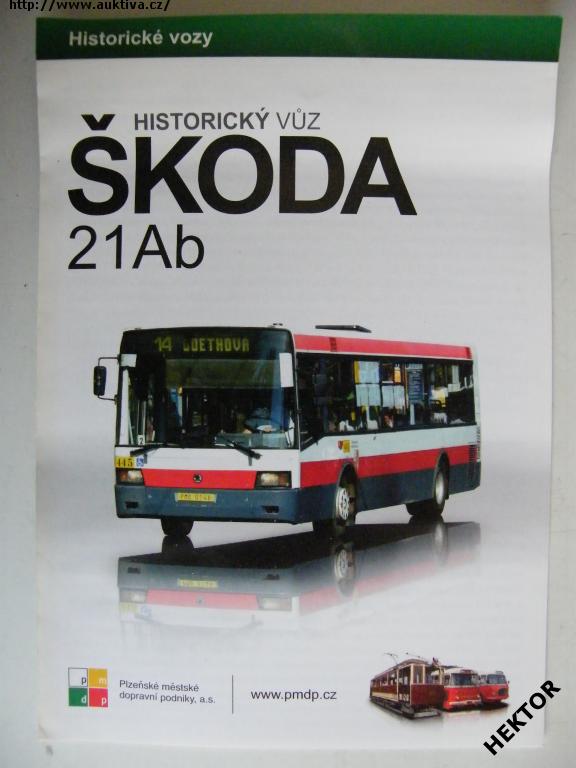 http://www.auktiva.cz/
Historické vozy
HISTORICKÝ VŮZ
ŠKODA
21Ab
14 GOETHOVA
445
p m
d p
Plzeňské městské
dopravní podniky, a.s.
www.pmdp.cz
HEKTOR